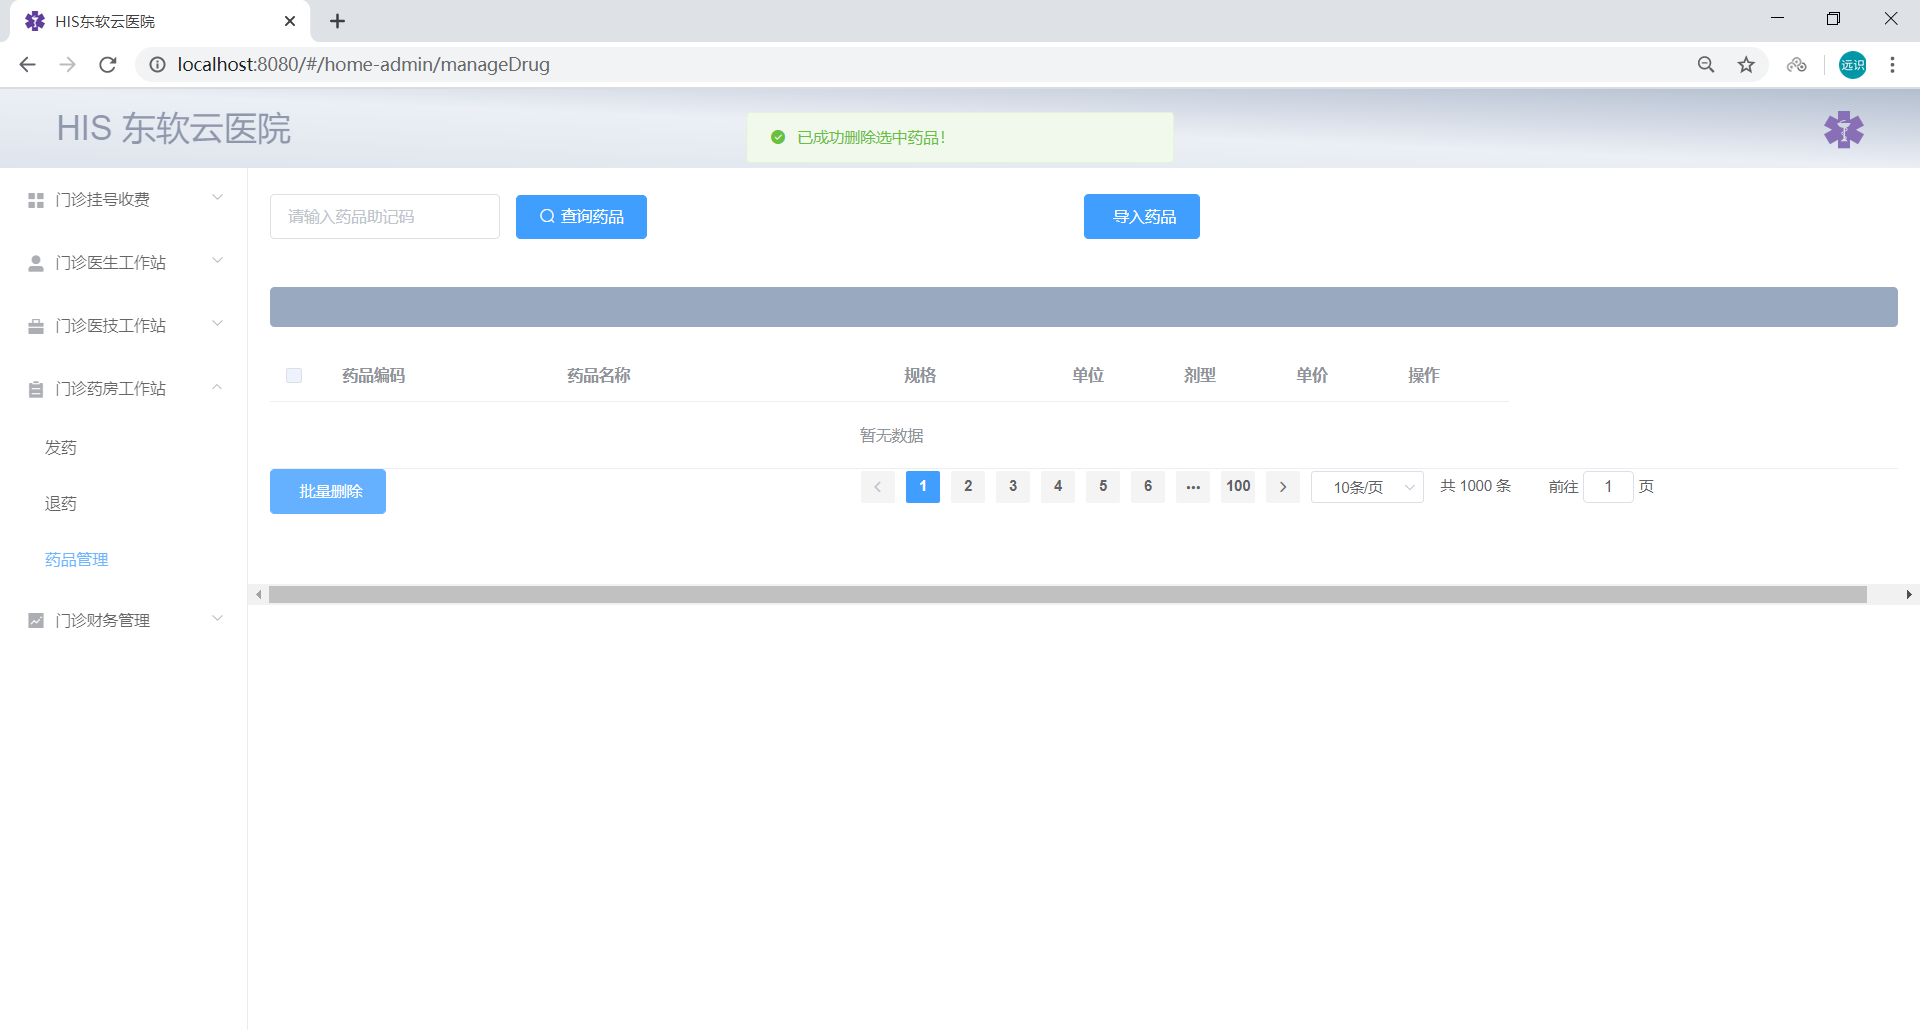 HIS东软云医院
localhost:8080/#/home-admin/manageDrug
远识
HIS 东软云医院
已成功删除选中药品！
门诊挂号收费
门诊医生工作站
门诊医技工作站
门诊药房工作站
发药
退药
药品管理
门诊财务管理
请输入药品助记码
查询药品
导入药品
药品编码 药品名称 规格 单位 剂型 单价 操作
暂无数据
批量删除
1 2 3 4 5 6 ••• 100 10条/页 共 1000 条 前往 1 页